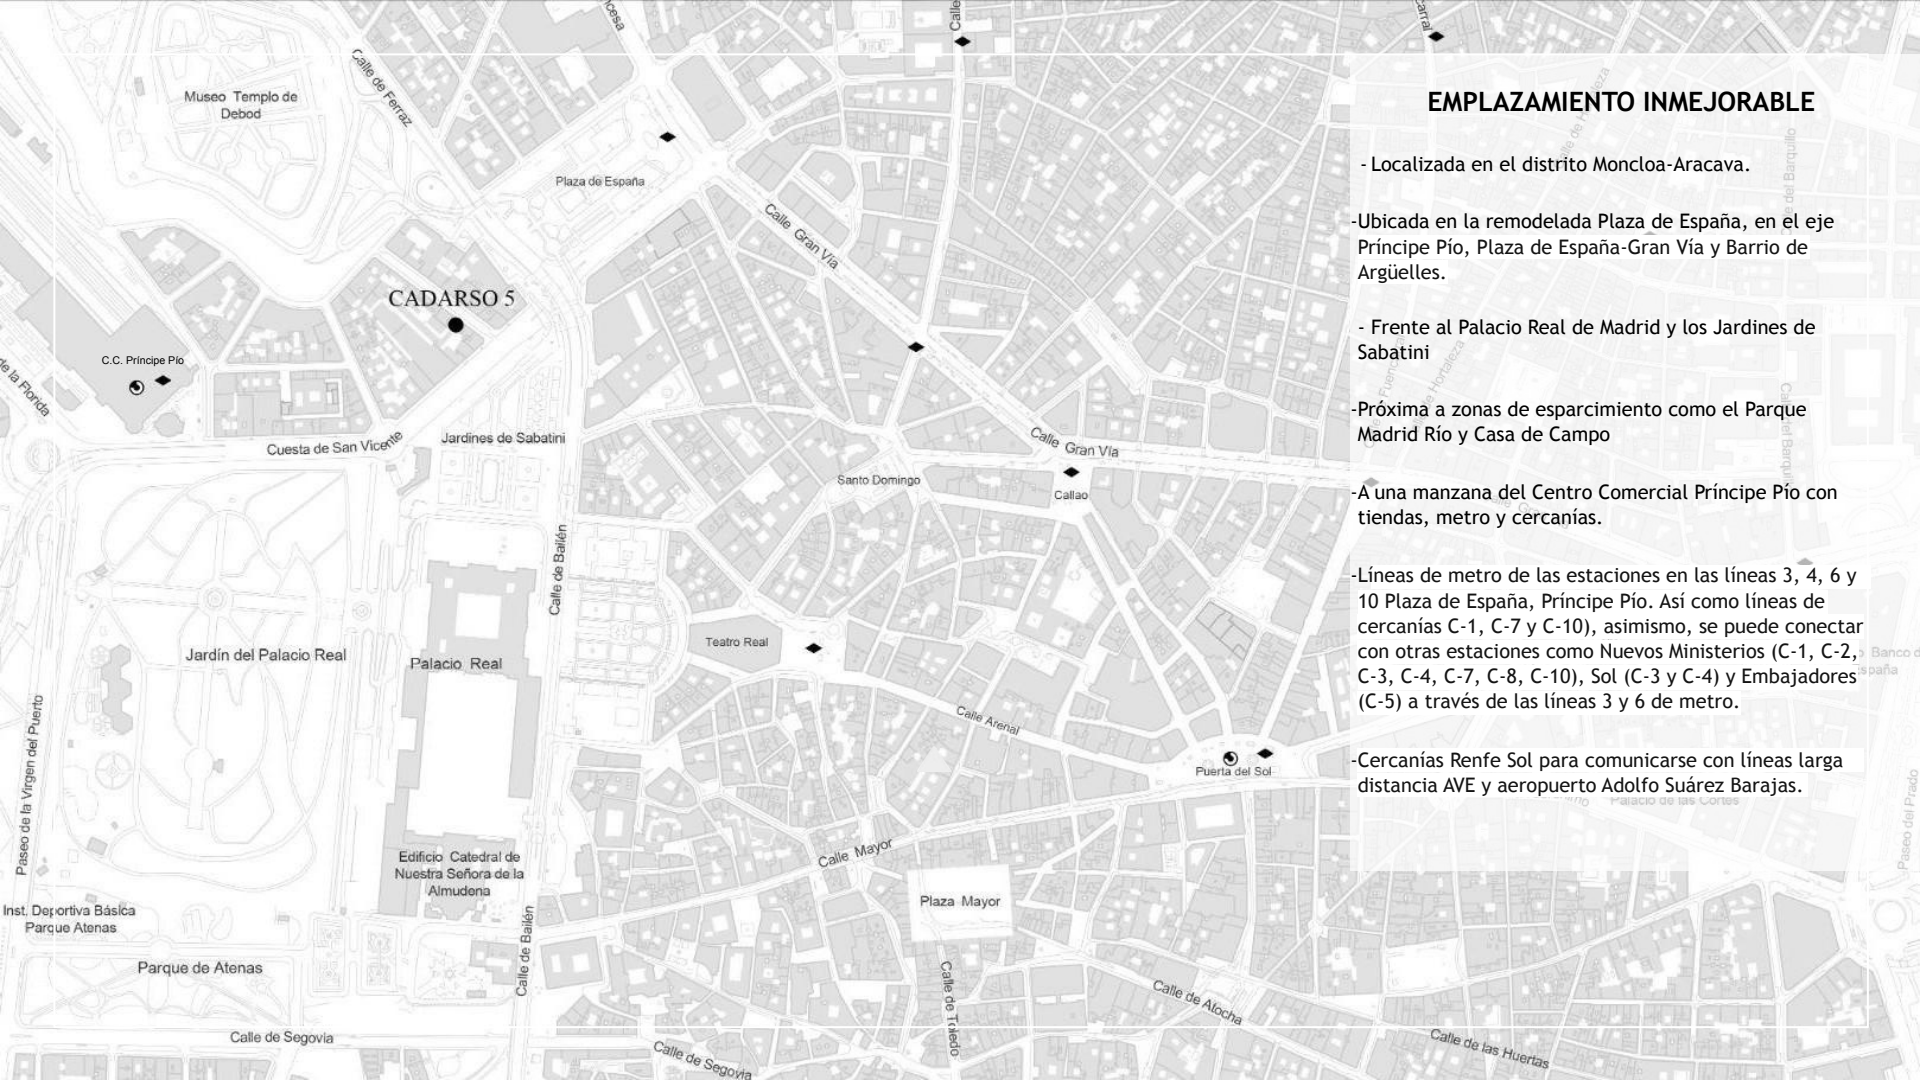 Calle
Museo Templo de
Debod
Calle de Ferraz
Plaza de España
Calle Gran Vía
CADARSO 5
C.C. Príncipe Pío
de la Florida
Cuesta de San Vicente
Jardines de Sabatini
Calle Gran Vía
Santo Domingo
Callao
Calle de Bailén
Teatro Real
Jardín del Palacio Real
Palacio Real
Calle Arenal
Paseo de la Virgen del Puerto
Puerta del Sol
Edificio Catedral de
Nuestra Señora de la
Almudena
Calle Mayor
Plaza Mayor
Inst. Deportiva Básica
Parque Atenas
Parque de Atenas
Calle de Bailén
Calle de Toledo
Calle de Atocha
Calle de Segovia
Calle de Segovia
Calle de las Huertas
EMPLAZAMIENTO INMEJORABLE
- Localizada en el distrito Moncloa-Aracava.
-Ubicada en la remodelada Plaza de España, en el eje
Príncipe Pío, Plaza de España-Gran Vía y Barrio de
Argüelles.
- Frente al Palacio Real de Madrid y los Jardines de
Sabatini
-Próxima a zonas de esparcimiento como el Parque
Madrid Río y Casa de Campo
-A una manzana del Centro Comercial Príncipe Pío con
tiendas, metro y cercanías.
-Líneas de metro de las estaciones en las líneas 3, 4, 6 y
10 Plaza de España, Príncipe Pío. Así como líneas de
cercanías C-1, C-7 y C-10), asimismo, se puede conectar
con otras estaciones como Nuevos Ministerios (C-1, C-2,
C-3, C-4, C-7, C-8, C-10), Sol (C-3 y C-4) y Embajadores
(C-5) a través de las líneas 3 y 6 de metro.
-Cercanías Renfe Sol para comunicarse con líneas larga
distancia AVE y aeropuerto Adolfo Suárez Barajas.
Palacio de las Cortes
Paseo del Prado